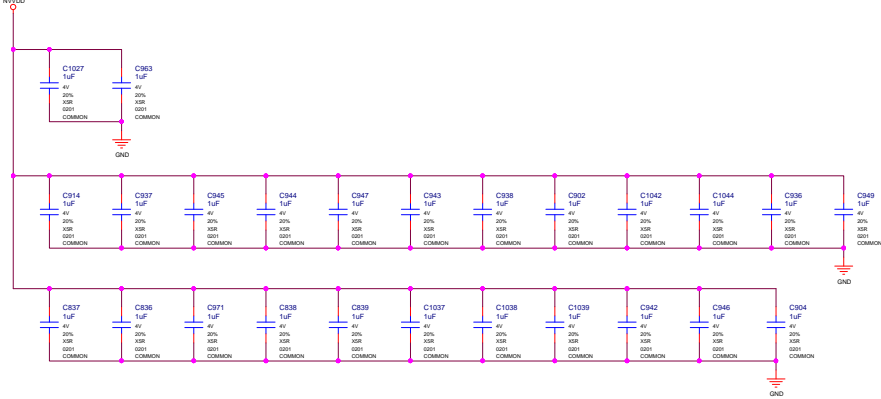 NVVDD
C1027
1uF
4V
20%
X5R
0201
COMMON
C963
1uF
4V
20%
X5R
0201
COMMON
GND
C914
1uF
4V
20%
X5R
0201
COMMON
C937
1uF
4V
20%
X5R
0201
COMMON
C945
1uF
4V
20%
X5R
0201
COMMON
C944
1uF
4V
20%
X5R
0201
COMMON
C947
1uF
4V
20%
X5R
0201
COMMON
C943
1uF
4V
20%
X5R
0201
COMMON
C938
1uF
4V
20%
X5R
0201
COMMON
C902
1uF
4V
20%
X5R
0201
COMMON
C1042
1uF
4V
20%
X5R
0201
COMMON
C1044
1uF
4V
20%
X5R
0201
COMMON
C936
1uF
4V
20%
X5R
0201
COMMON
C949
1uF
4V
20%
X5R
0201
COMMON
GND
C837
1uF
4V
20%
X5R
0201
COMMON
C836
1uF
4V
20%
X5R
0201
COMMON
C971
1uF
4V
20%
X5R
0201
COMMON
C838
1uF
4V
20%
X5R
0201
COMMON
C839
1uF
4V
20%
X5R
0201
COMMON
C1037
1uF
4V
20%
X5R
0201
COMMON
C1038
1uF
4V
20%
X5R
0201
COMMON
C1039
1uF
4V
20%
X5R
0201
COMMON
C942
1uF
4V
20%
X5R
0201
COMMON
C946
1uF
4V
20%
X5R
0201
COMMON
C904
1uF
4V
20%
X5R
0201
COMMON
GND